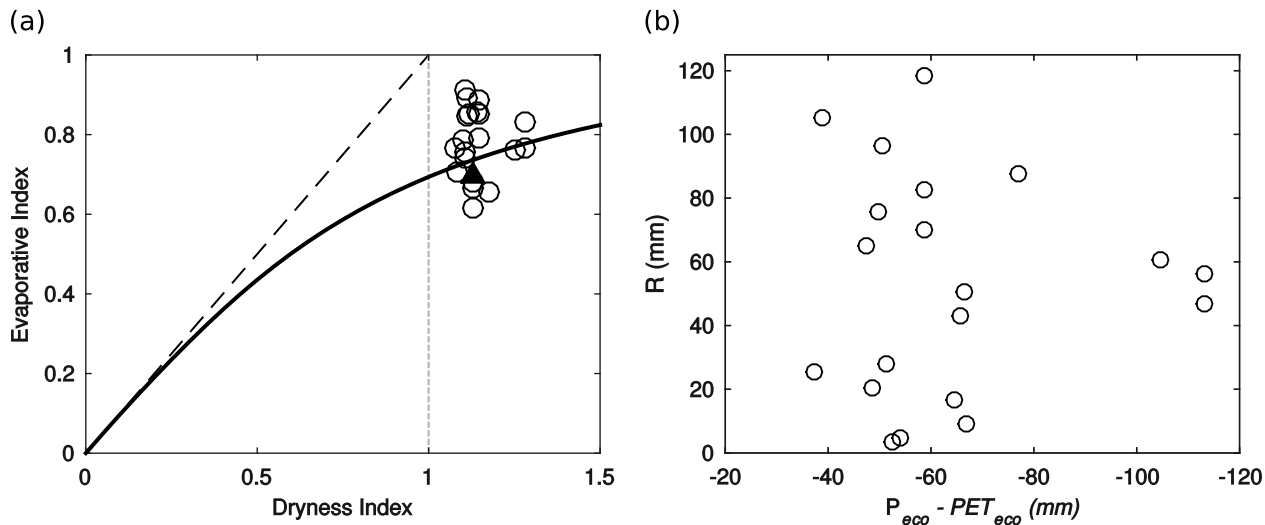 (a)
1
0.8
0.6
0.4
0.2
0
Evaporative Index
0 0.5 1 1.5
Dryness Index
(b)
120
100
80
60
40
20
0
R (mm)
-20 -40 -60 -80 -100 -120
Peco - PETeco (mm)